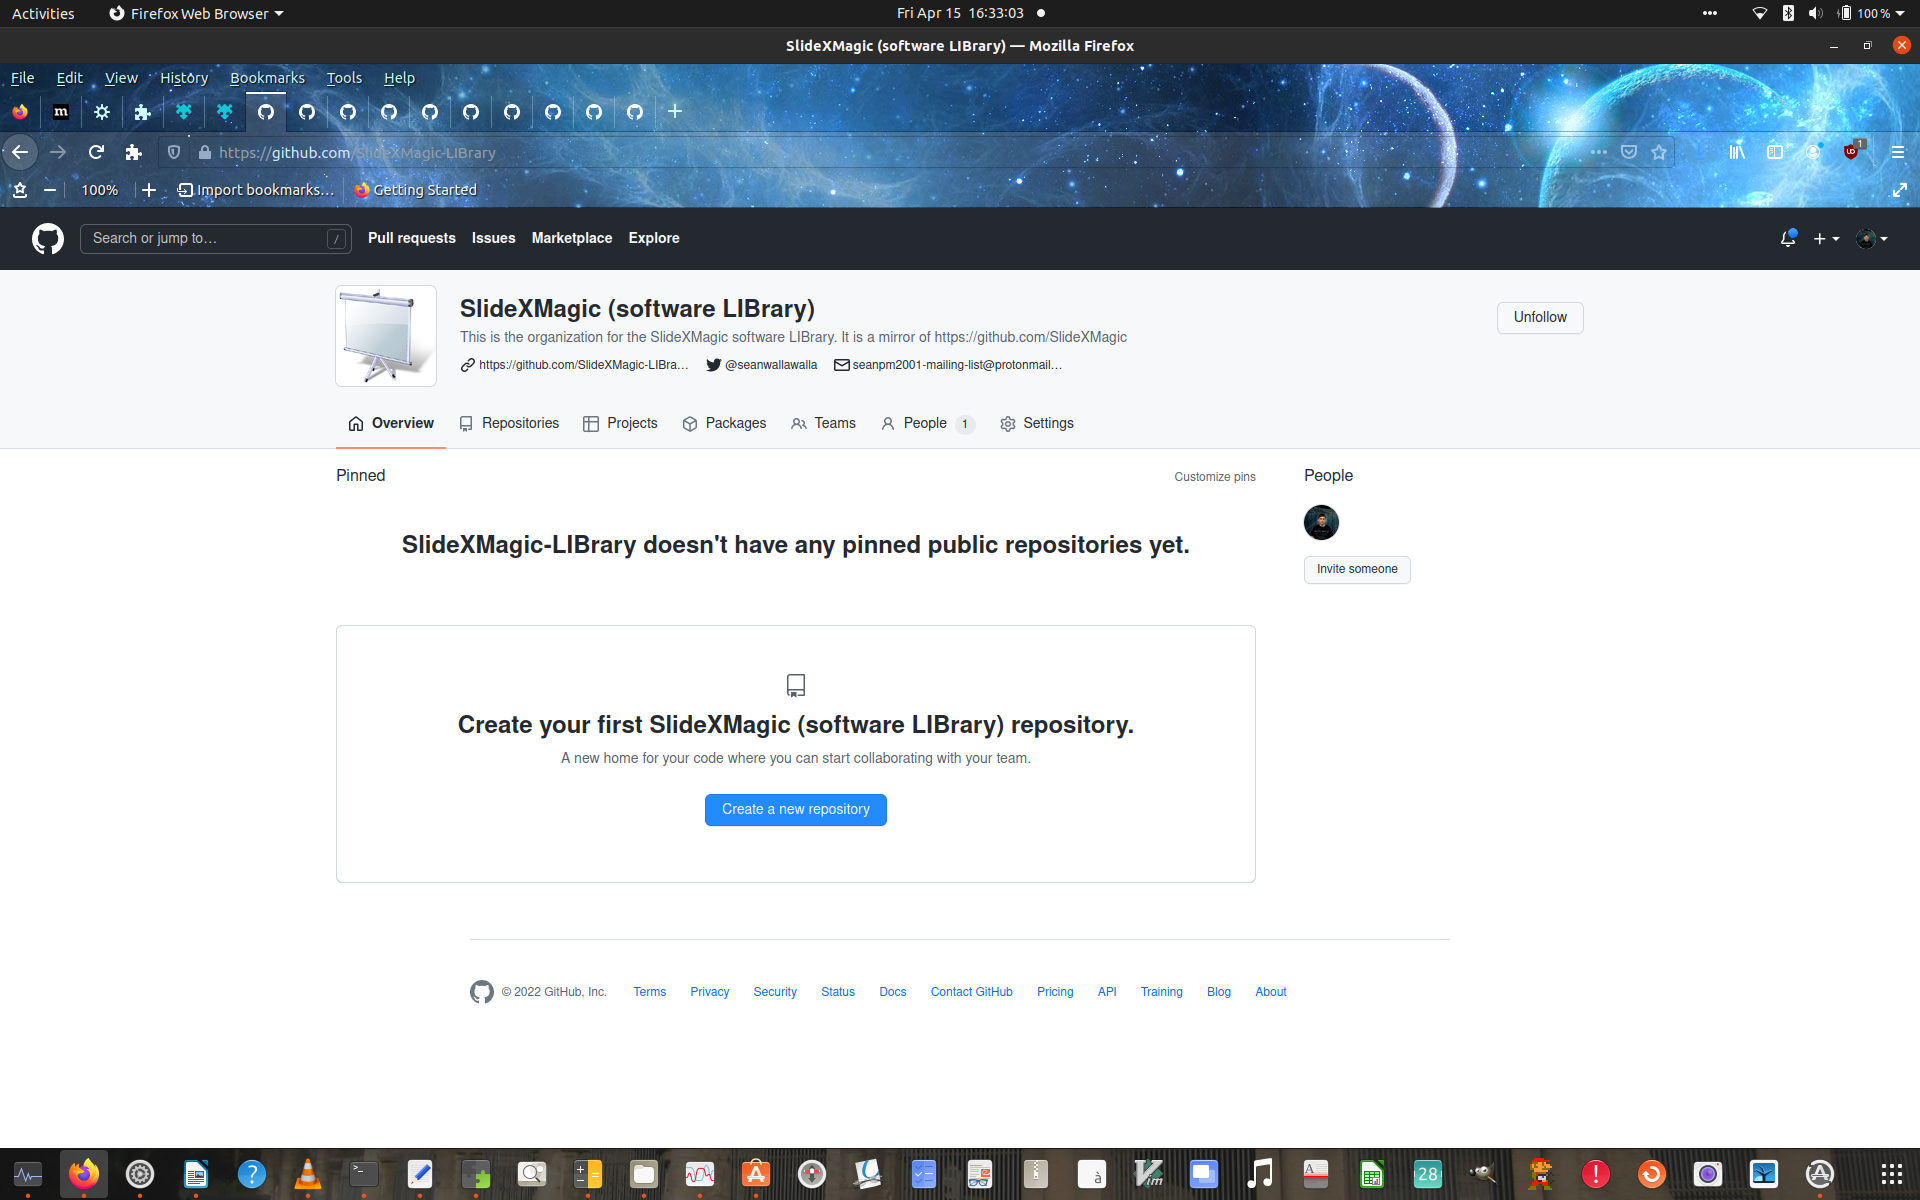 Activities Firefox Web Browser Fri Apr 15 16:33:03 100 %
SlideXMagic (software LIBrary) — Mozilla Firefox
File Edit View History Bookmarks Tools Help
m
https://github.com/SlideXMagic-LIBrary 1
100% Import bookmarks... Getting Started
Search or jump to... / Pull requests Issues Marketplace Explore
SlideXMagic (software LIBrary)
This is the organization for the SlideXMagic software LIBrary. It is a mirror of https://github.com/SlideXMagic
Unfollow
https://github.com/SlideXMagic-LIBra... @seanwallawalla seanpm2001-mailing-list@protonmail...
Overview Repositories Projects Packages Teams People 1 Settings
Pinned Customize pins People
SlideXMagic-LIBrary doesn't have any pinned public repositories yet.
Invite someone
Create your first SlideXMagic (software LIBrary) repository.
A new home for your code where you can start collaborating with your team.
Create a new repository
© 2022 GitHub, Inc. Terms Privacy Security Status Docs Contact GitHub Pricing API Training Blog About
? >_ à Vim A 28 !